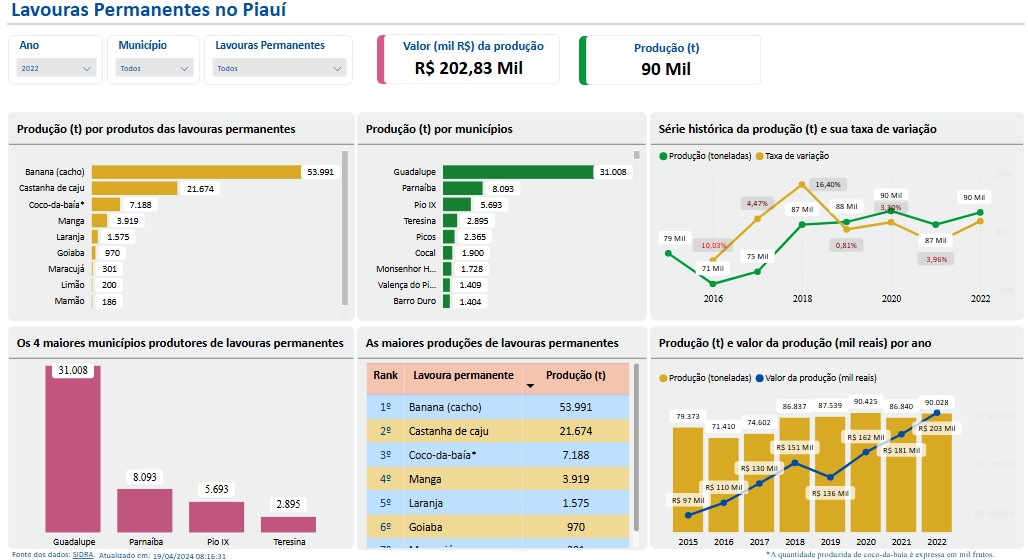 Lavouras Permanentes no Piauí
Ano
2022
Município
Todos
Lavouras Permanentes
Todos
Valor (mil R$) da produção
R$ 202,83 Mil
Produção (t)
90 Mil
Produção (t) por produtos das lavouras permanentes
Banana (cacho) 53.991
Castanha de caju 21.674
Coco-da-baía* 7.188
Manga 3.919
Laranja 1.575
Goiaba 970
Maracujá 301
Limão 200
Mamão 186
Produção (t) por municípios
Guadalupe 31.008
Parnaíba 8.093
Pio IX 5.693
Teresina 2.895
Picos 2.365
Cocal 1.900
Monsenhor H... 1.728
Valença do Pi... 1.409
Barro Duro 1.404
Série histórica da produção (t) e sua taxa de variação
Produção (toneladas) Taxa de variação
16,40%
4,47% 87 Mil 88 Mil 90 Mil 3,30% 90 Mil
79 Mil 10,03% 0,81% 87 Mil
71 Mil 75 Mil 3,96%
2016 2018 2020 2022
Os 4 maiores municípios produtores de lavouras permanentes
31.008
8.093
5.693
2.895
Guadalupe Parnaíba Pio IX Teresina
As maiores produções de lavouras permanentes
Rank Lavoura permanente Produção (t)
1º Banana (cacho) 53.991
2º Castanha de caju 21.674
3º Coco-da-baía* 7.188
4º Manga 3.919
5º Laranja 1.575
6º Goiaba 970
Produção (t) e valor da produção (mil reais) por ano
Produção (toneladas) Valor da produção (mil reais)
79.373 71.410 74.602 86.837 87.539 90.425 86.840 90.028
R$ 97 Mil R$ 110 Mil R$ 130 Mil R$ 151 Mil R$ 136 Mil R$ 162 Mil R$ 181 Mil R$ 203 Mil
2015 2016 2017 2018 2019 2020 2021 2022
Fonte dos dados: SIDRA. Atualizado em: 19/04/2024 08:16:31
*A quantidade produzida de coco-da-baía é expressa em mil frutos.